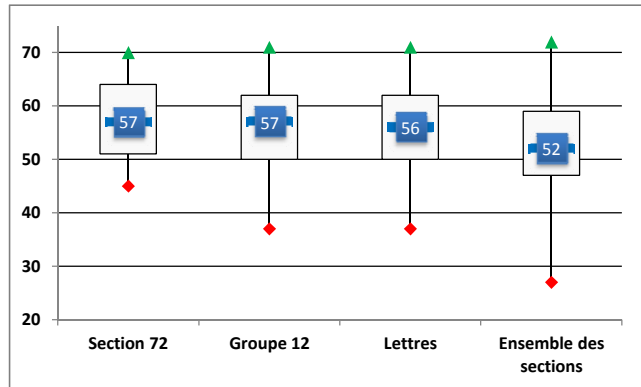 70
60
50
40
30
20
57
57
56
52
Section 72
Groupe 12
Lettres
Ensemble des
sections